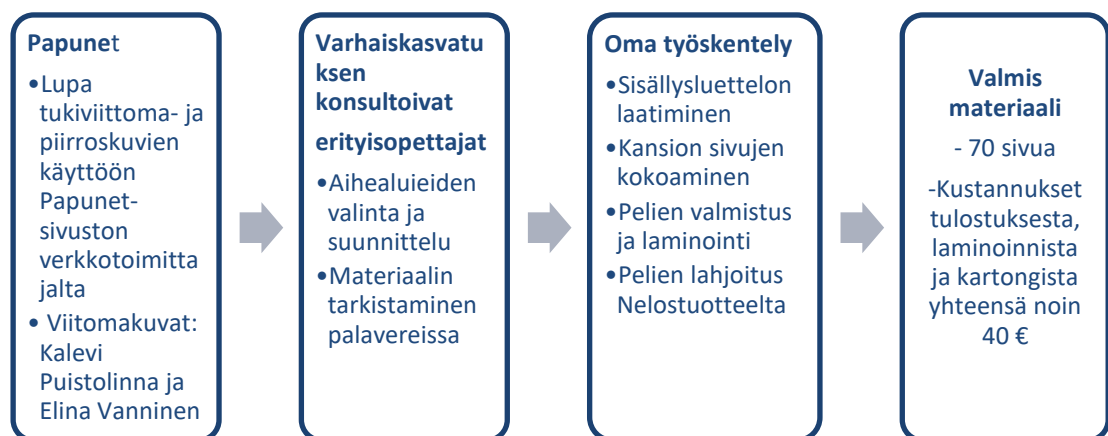 Papunet
•Lupa
tukiviittoma- ja
piirroskuvien
käyttöön
Papunet-
sivuston
verkkotoimitta
jalta
• Viitomakuvat:
Kalevi
Puistolinna ja
Elina Vanninen
Varhaiskasvatu
ksen
konsultoivat
erityisopettajat
•Aihealuieiden
valinta ja
suunnittelu
•Materiaalin
tarkistaminen
palavereissa
Oma työskentely
•Sisällysluettelon
laatiminen
•Kansion sivujen
kokoaminen
•Pelien valmistus
ja laminointi
•Pelien lahjoitus
Nelostuotteelta
Valmis
materiaali
- 70 sivua
-Kustannukset
tulostuksesta,
laminoinnista
ja kartongista
yhteensä noin
40 €